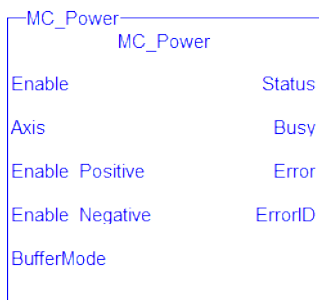 MC_Power
MC_Power
Enable Status
Axis Busy
Enable Positive Error
Enable Negative ErrorID
BufferMode